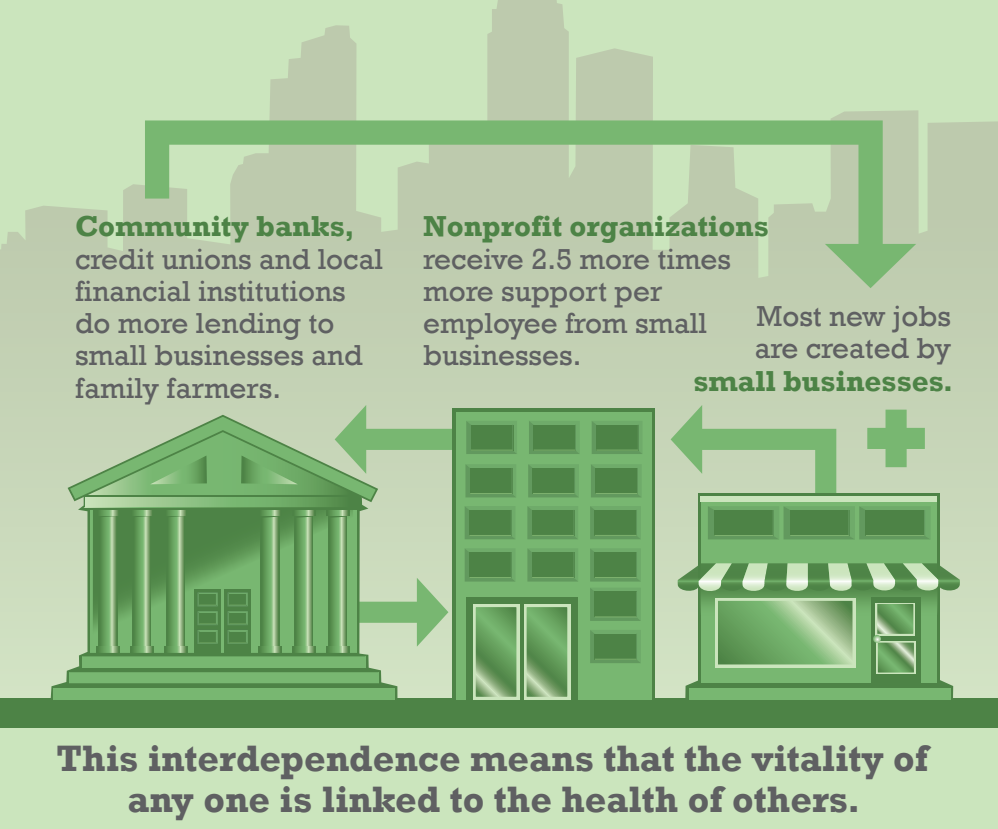 Community banks,
credit unions and local
financial institutions
do more lending to
small businesses and
family farmers.
Nonprofit organizations
receive 2.5 more times
more support per
employee from small
businesses.
Most new jobs
are created by
small businesses.
This interdependence means that the vitality of
any one is linked to the health of others.